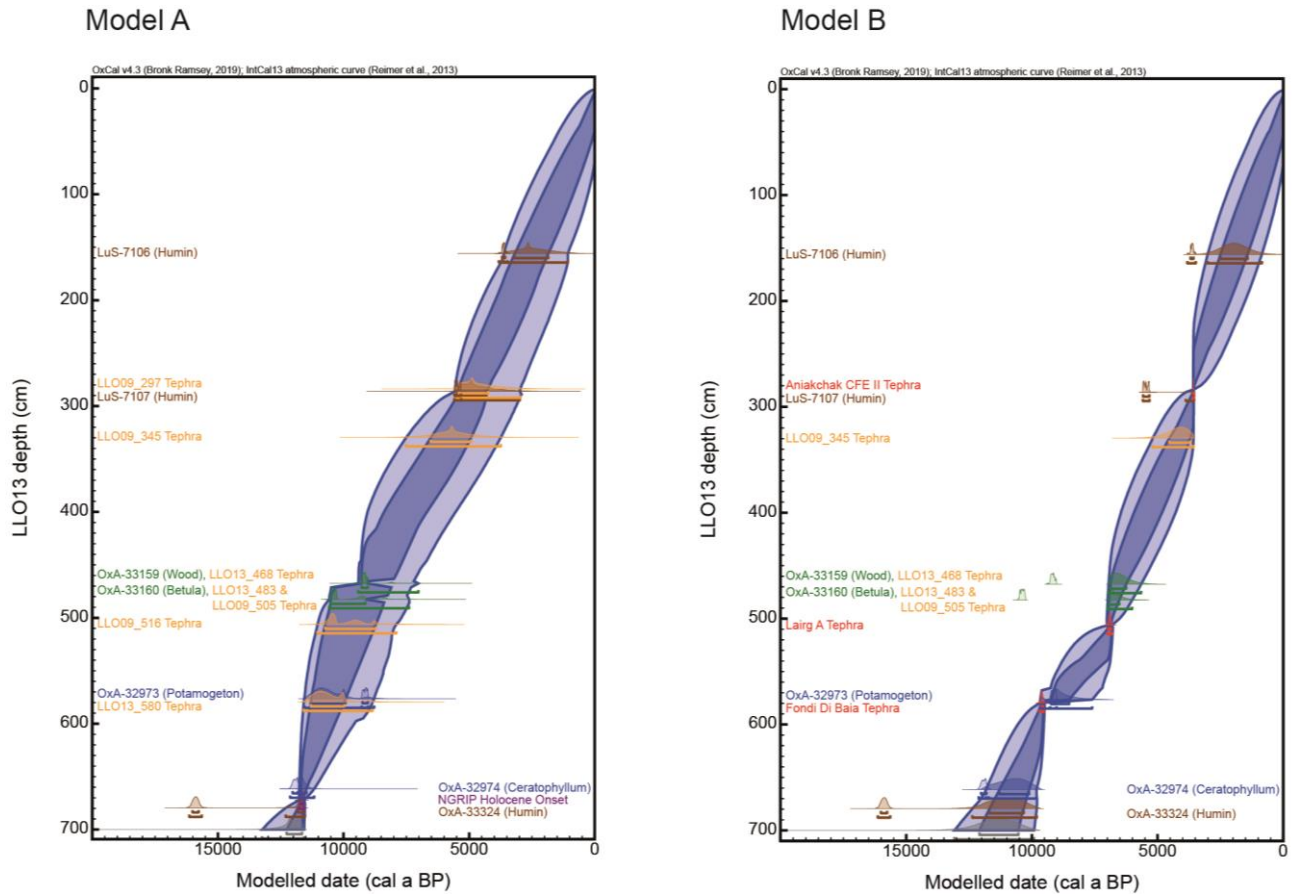 Model A
OxCal v4.3 (Bronk Ramsey, 2019); IntCal13 atmospheric curve (Reimer et al., 2013)
LLO13 depth (cm)
0
100
200
300
400
500
600
700
LuS-7106 (Humin)
LLO09_297 Tephra
LuS-7107 (Humin)
LLO09_345 Tephra
OxA-33159 (Wood), LLO13_468 Tephra
OxA-33160 (Betula), LLO13_483 &
LLO09_505 Tephra
LLO09_516 Tephra
OxA-32973 (Potamogeton)
LLO13_580 Tephra
OxA-32974 (Ceratophyllum)
NGRIP Holocene Onset
OxA-33324 (Humin)
15000 10000 5000 0
Modelled date (cal a BP)
Model B
OxCal v4.3 (Bronk Ramsey, 2019); IntCal13 atmospheric curve (Reimer et al., 2013)
LLO13 depth (cm)
0
100
200
300
400
500
600
700
LuS-7106 (Humin)
Aniakchak CFE II Tephra
LuS-7107 (Humin)
LLO09_345 Tephra
OxA-33159 (Wood), LLO13_468 Tephra
OxA-33160 (Betula), LLO13_483 &
LLO09_505 Tephra
Lairg A Tephra
OxA-32973 (Potamogeton)
Fondi Di Baia Tephra
OxA-32974 (Ceratophyllum)
OxA-33324 (Humin)
15000 10000 5000 0
Modelled date (cal a BP)